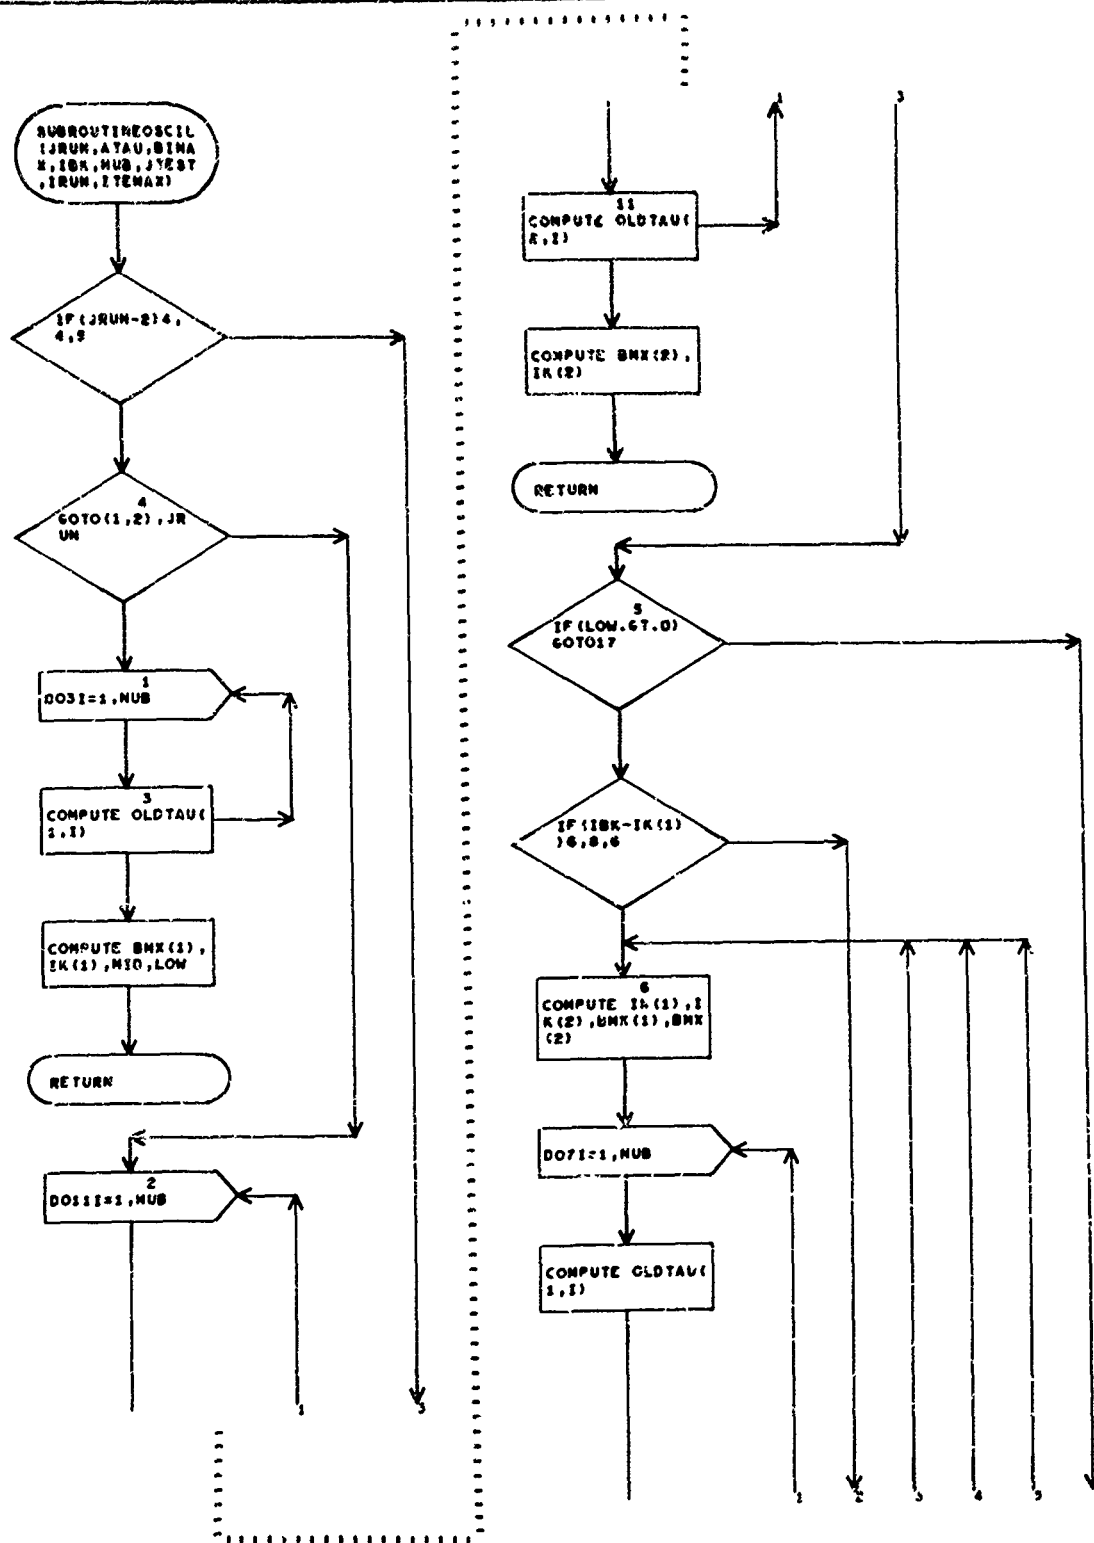 SUBROUTINEOSCIL
(JRUN,ATAU,BINA
X,IBK,NUB,JTEST
,IRUN,ITEMAX)
IF(JRUN-2)4,
4,5
4
GOTO(1,2),JR
UN
1
DO3I=1,NUB
3
COMPUTE OLDTAU(
1,I)
COMPUTE BMX(1),
IK(1),MID,LOW
RETURN
2
DO11I=1,NUB
1
3
1
3
11
COMPUTE OLDTAU(
2,I)
COMPUTE BMX(2),
IK(2)
RETURN
5
IF(LOW.GT.0)
GOTO17
IF(IBK-IK(1)
)6,8,6
6
COMPUTE IK(1),I
K(2),BMX(1),BMX
(2)
DO7I=1,NUB
COMPUTE OLDTAU(
1,I)
1
2
3
4
5